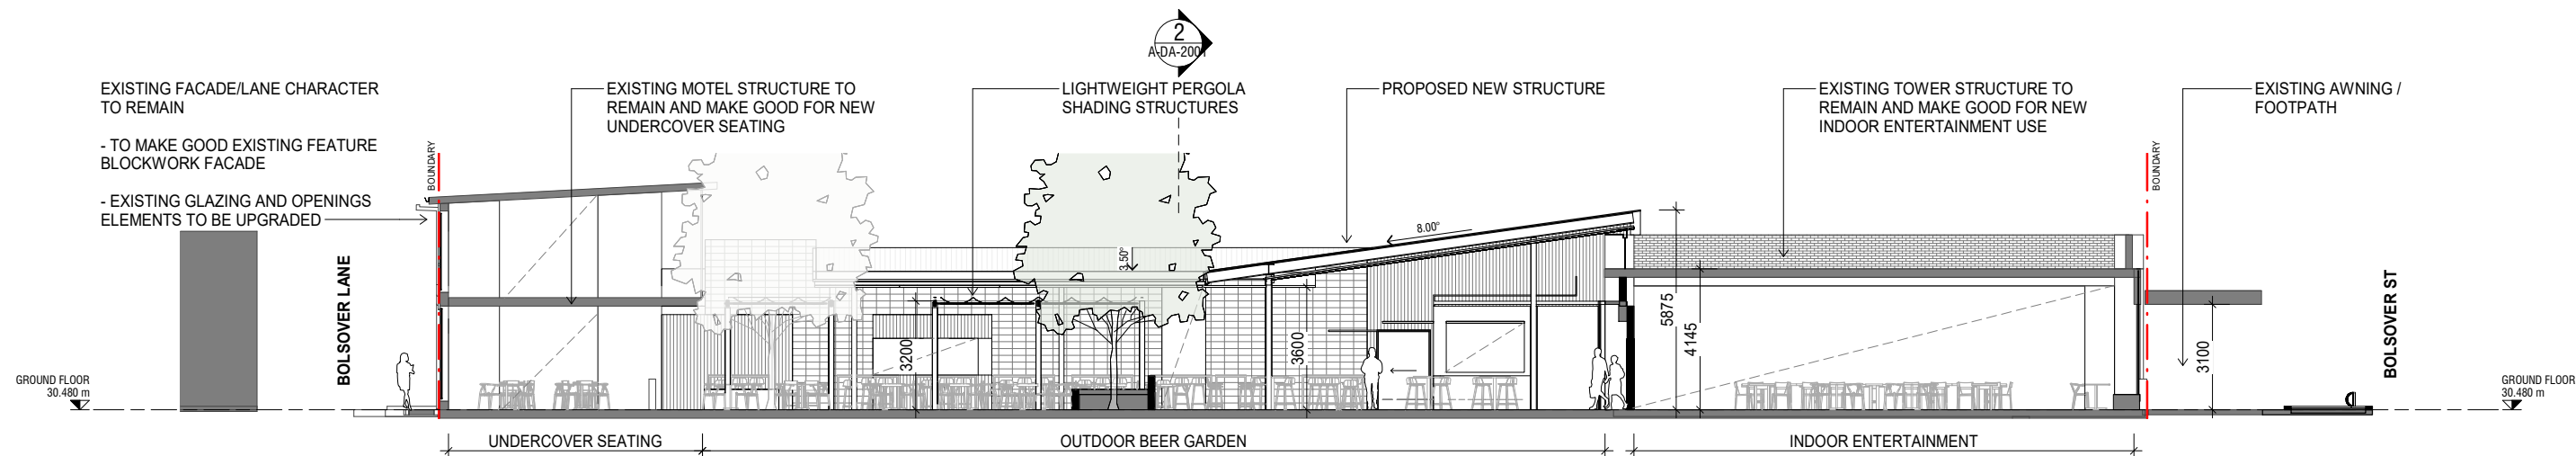 2
A-DA-2001
EXISTING FACADE/LANE CHARACTER
TO REMAIN
- TO MAKE GOOD EXISTING FEATURE
BLOCKWORK FACADE
- EXISTING GLAZING AND OPENINGS
ELEMENTS TO BE UPGRADED
EXISTING MOTEL STRUCTURE TO
REMAIN AND MAKE GOOD FOR NEW
UNDERCOVER SEATING
LIGHTWEIGHT PERGOLA
SHADING STRUCTURES
PROPOSED NEW STRUCTURE
EXISTING TOWER STRUCTURE TO
REMAIN AND MAKE GOOD FOR NEW
INDOOR ENTERTAINMENT USE
EXISTING AWNING /
FOOTPATH
BOUNDARY
BOUNDARY
BOLSOVER LANE
3.50°
8.00°
3200
3600
5875
4145
3100
BOLSOVER ST
GROUND FLOOR
30.480 m
GROUND FLOOR
30.480 m
UNDERCOVER SEATING
OUTDOOR BEER GARDEN
INDOOR ENTERTAINMENT